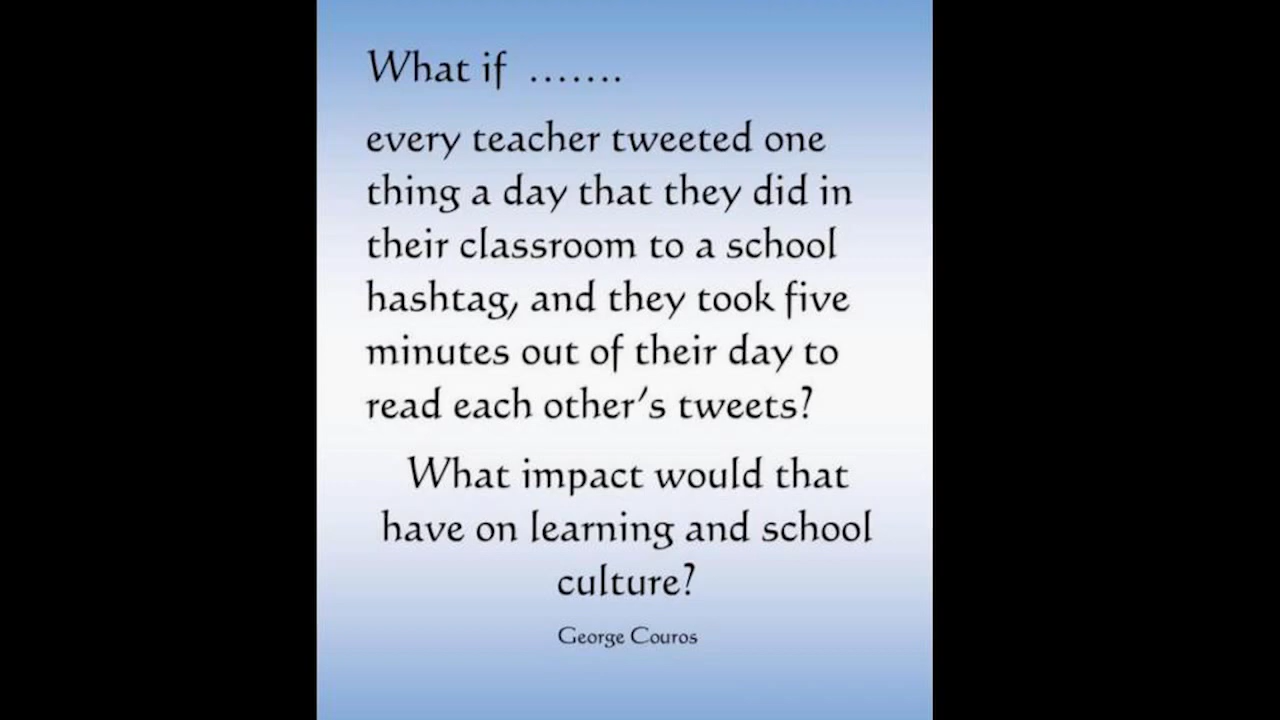 What if .......
every teacher tweeted one
thing a day that they did in
their classroom to a school
hashtag, and they took five
minutes out of their day to
read each other's tweets?
What impact would that
have on learning and school
culture?
George Couros